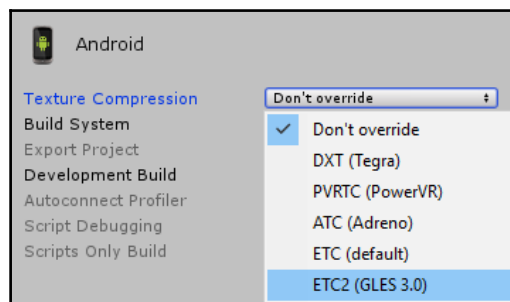 Android
Texture Compression Don't override
Build System Don't override
Export Project DXT (Tegra)
Development Build PVRTC (PowerVR)
Autoconnect Profiler ATC (Adreno)
Script Debugging ETC (default)
Scripts Only Build ETC2 (GLES 3.0)